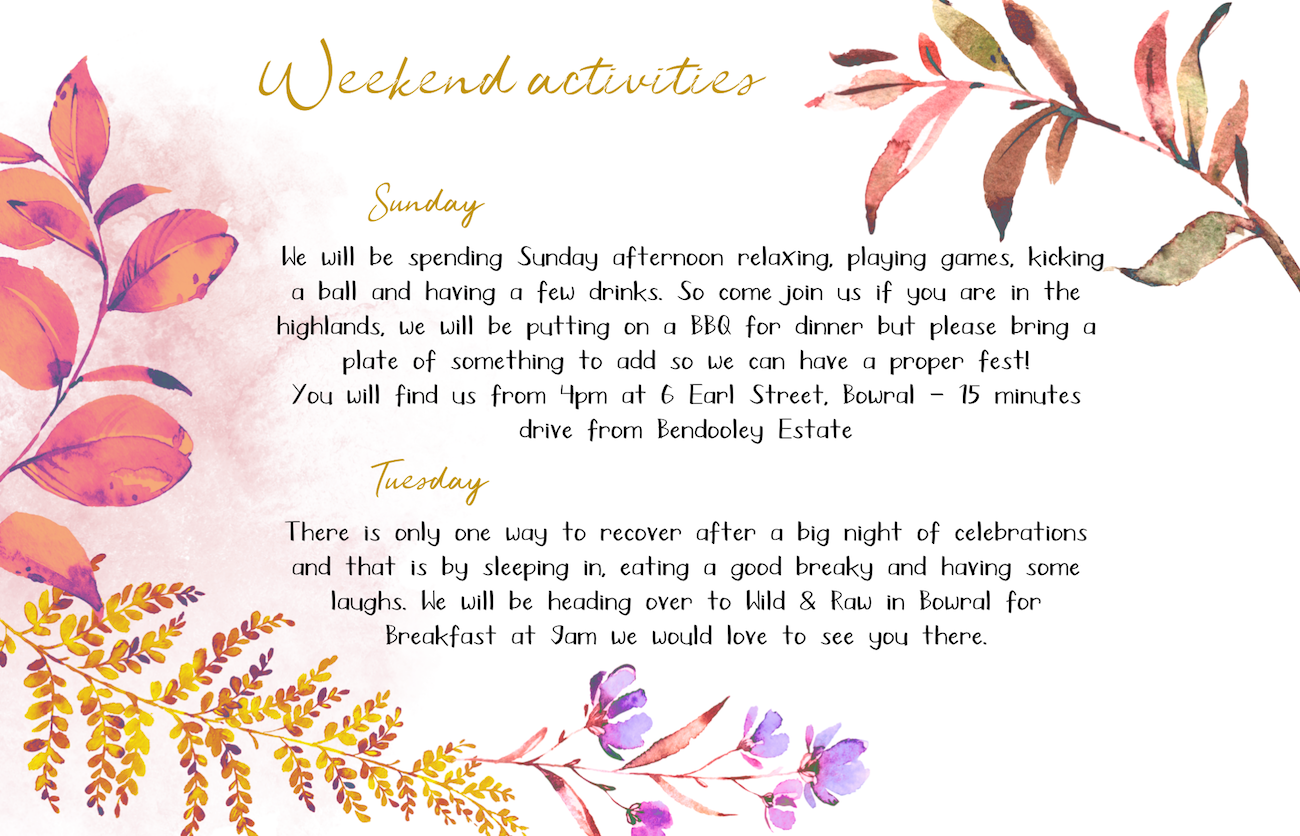 Weekend activities
Sunday
We will be spending Sunday afternoon relaxing, playing games, kicking
a ball and having a few drinks. So come join us if you are in the
highlands, we will be putting on a BBQ for dinner but please bring a
plate of something to add so we can have a proper fest!
You will find us from 4pm at 6 Earl Street, Bowral - 15 minutes
drive from Bendooley Estate
Tuesday
There is only one way to recover after a big night of celebrations
and that is by sleeping in, eating a good breaky and having some
laughs. We will be heading over to Wild & Raw in Bowral for
Breakfast at 9am we would love to see you there.